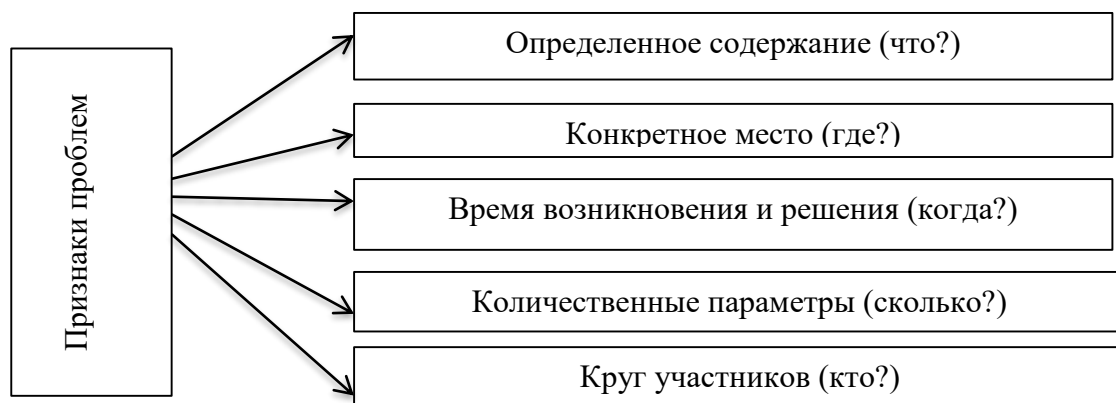 Признаки проблем
Определенное содержание (что?)
Конкретное место (где?)
Время возникновения и решения (когда?)
Количественные параметры (сколько?)
Круг участников (кто?)